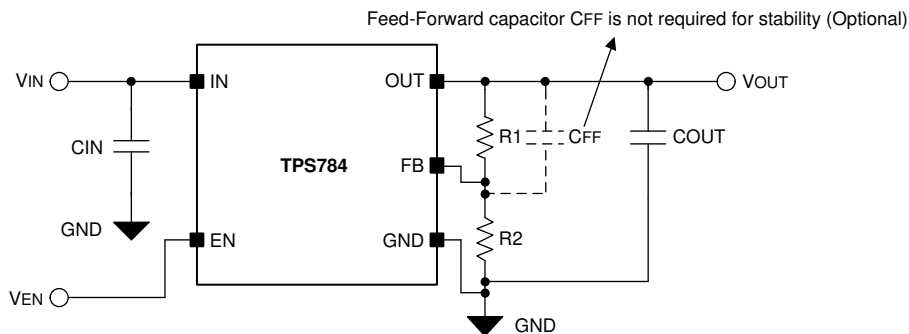 Feed-Forward capacitor CFF is not required for stability (Optional)
VIN
IN
OUT
VOUT
CIN
R1
CFF
COUT
TPS784
FB
GND
EN
GND
R2
VEN
GND